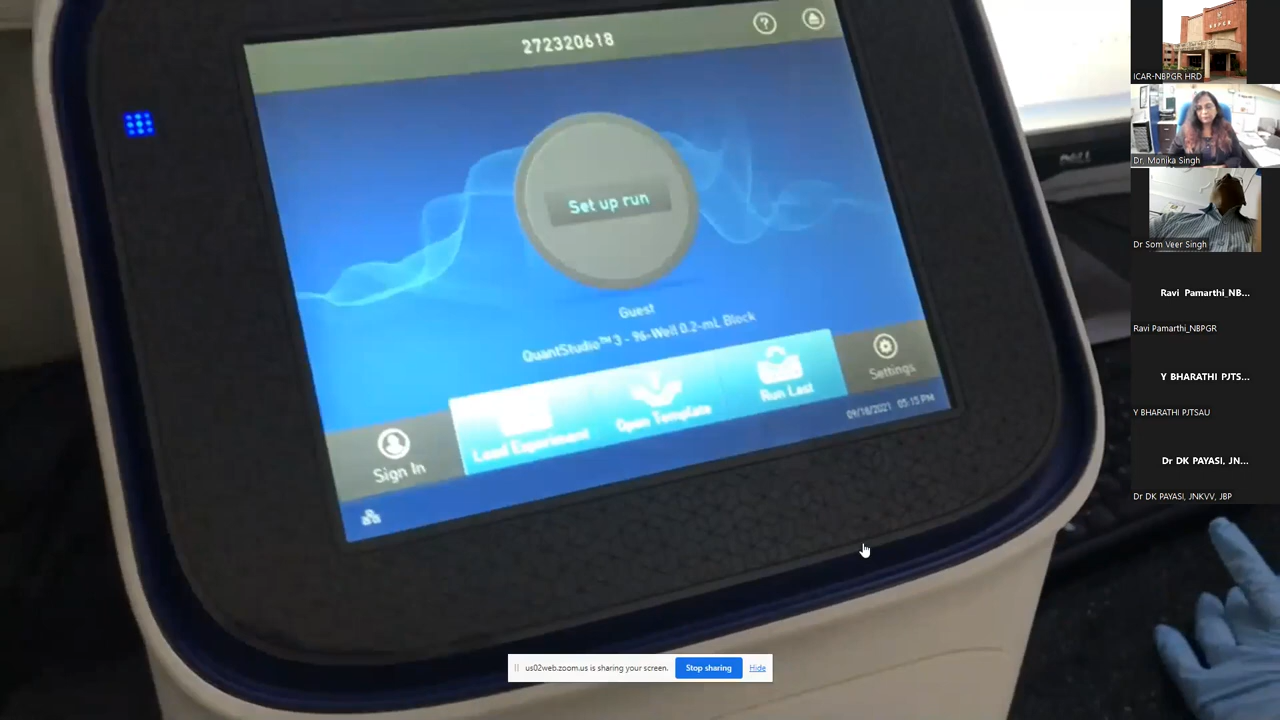 272320618
?
Set up run
Guest
QuantStudio™ 3 - 96-Well 0.2-mL Block
Sign In
Load Experiment
Open Template
Run Last
Settings
09/18/2021 05:15 PM
DELL
us02web.zoom.us is sharing your screen.
Stop sharing
Hide
NBPGR
ICAR-NBPGR HRD
Dr. Monika Singh
Dr Som Veer Singh
Ravi Pamarthi_NB...
Ravi Pamarthi_NBPGR
Y BHARATHI PJTS...
Y BHARATHI PJTSAU
Dr DK PAYASI, JN...
Dr DK PAYASI, JNKVV, JBP